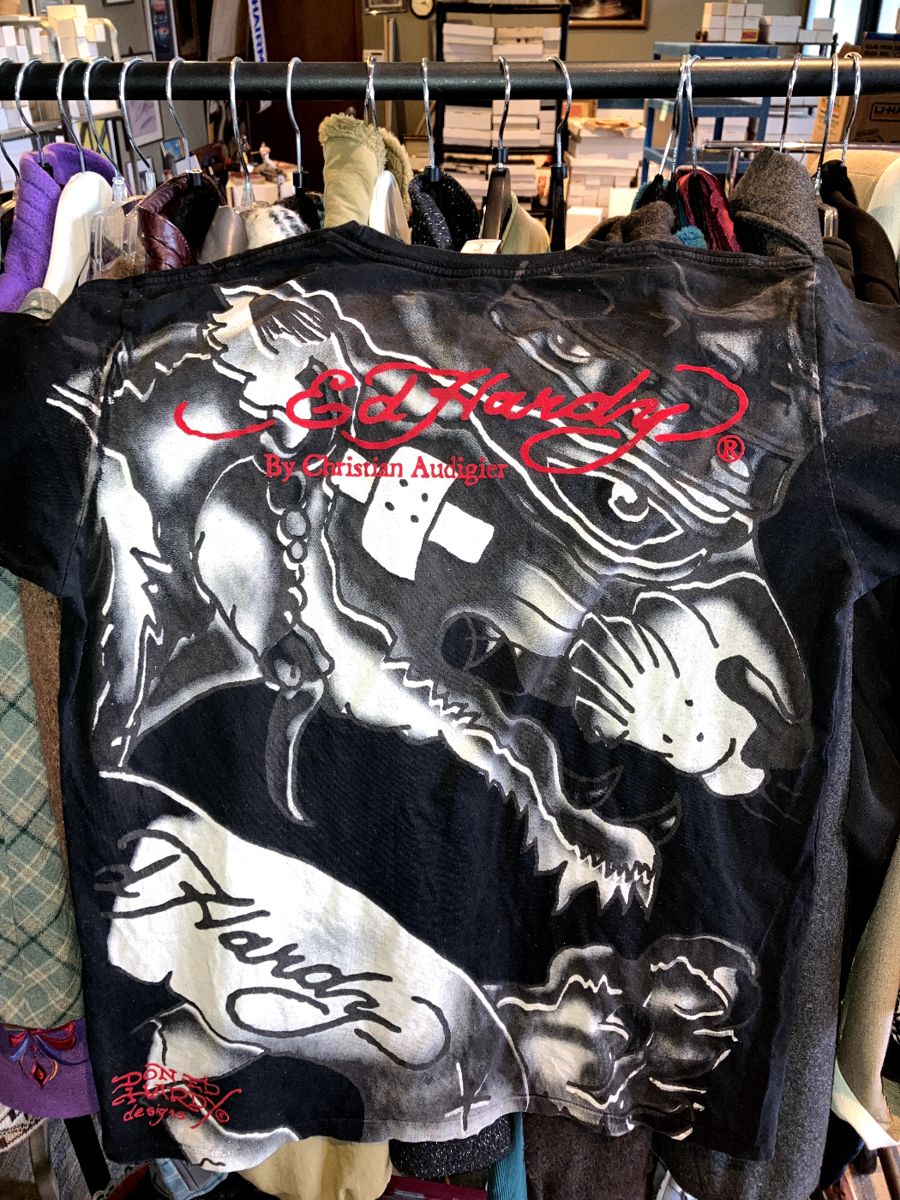 Ed Hardy
®
By Christian Audigier
Hardy
DON ED
HARDY®
designs